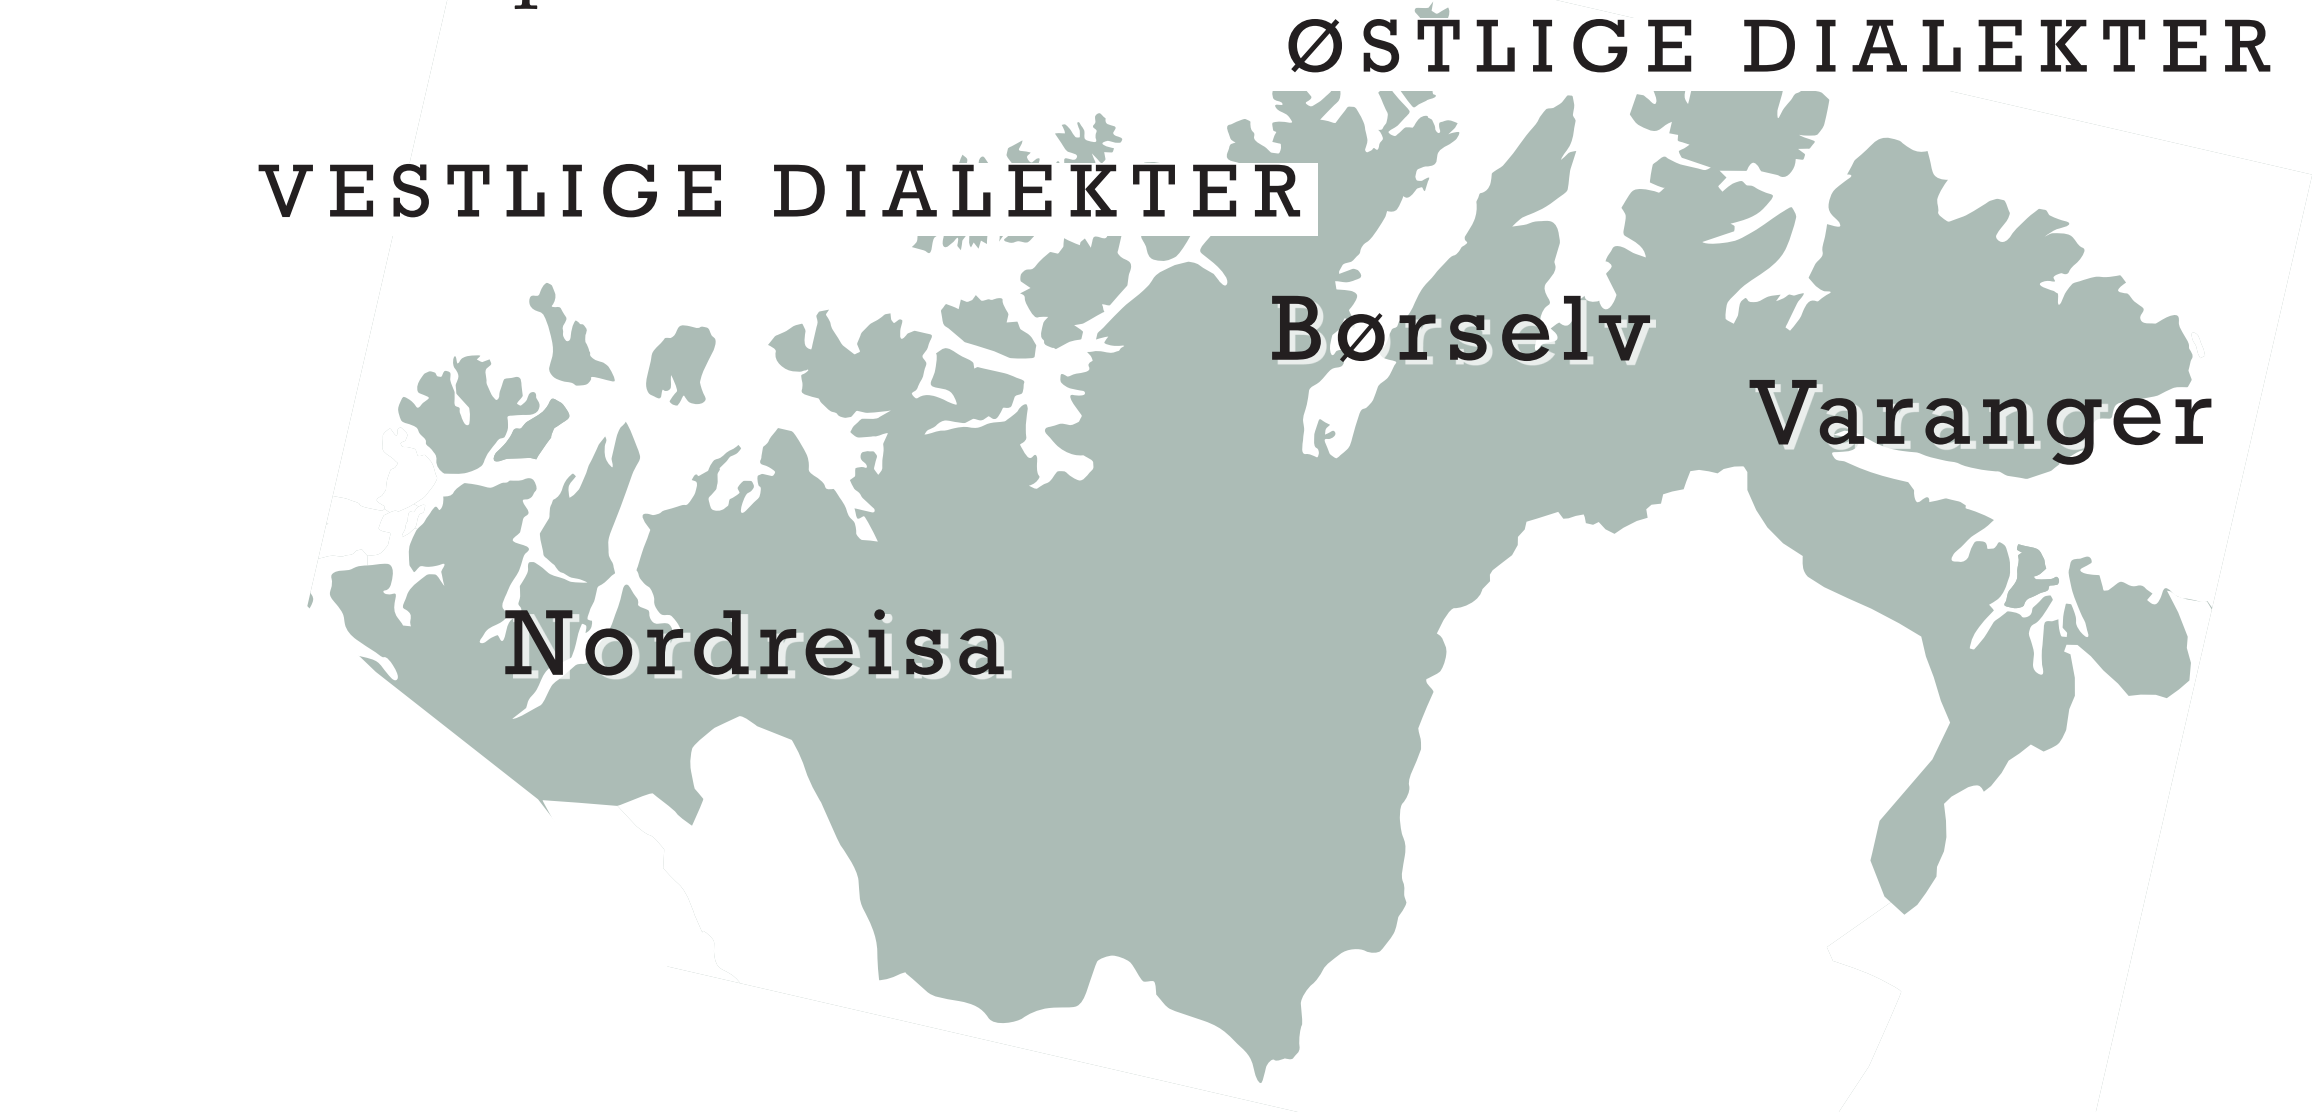 ØSTLIGE DIALEKTER
VESTLIGE DIALEKTER
Børselv
Varanger
Nordreisa